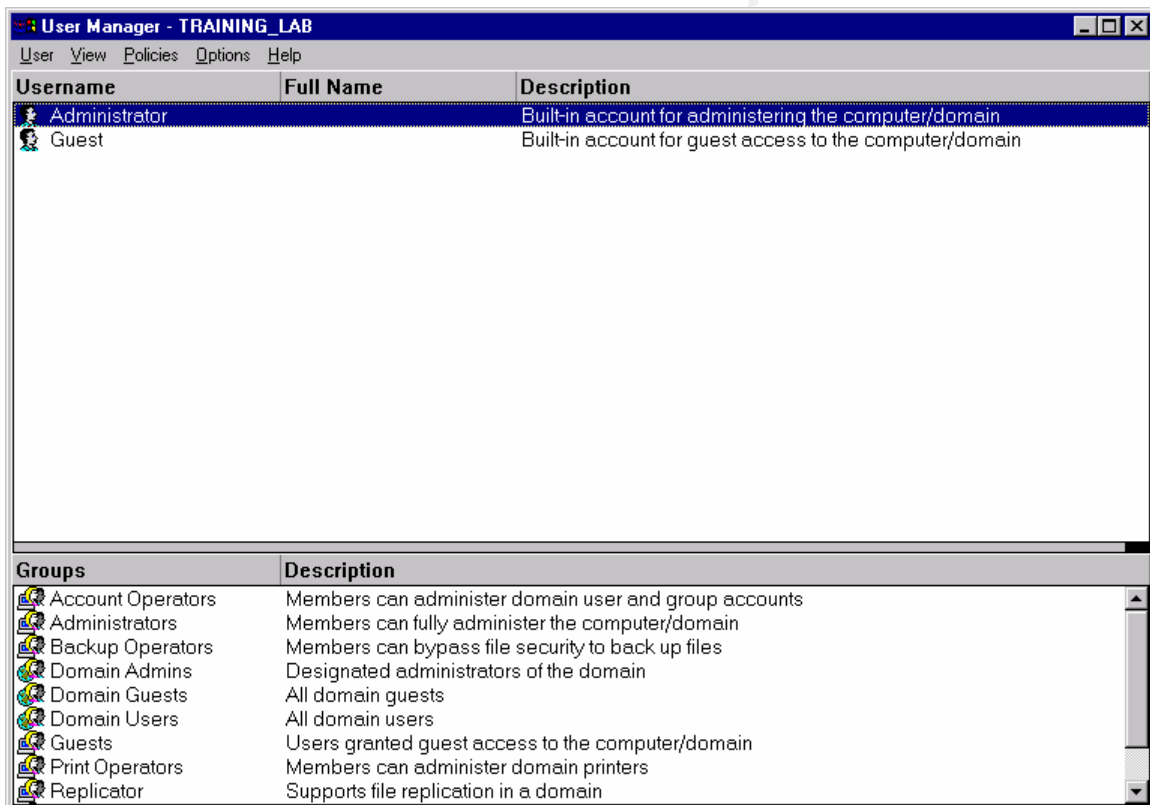 User Manager - TRAINING_LAB
User View Policies Options Help
Username Full Name Description
Administrator Built-in account for administering the computer/domain
Guest Built-in account for guest access to the computer/domain
Groups Description
Account Operators Members can administer domain user and group accounts
Administrators Members can fully administer the computer/domain
Backup Operators Members can bypass file security to back up files
Domain Admins Designated administrators of the domain
Domain Guests All domain guests
Domain Users All domain users
Guests Users granted guest access to the computer/domain
Print Operators Members can administer domain printers
Replicator Supports file replication in a domain